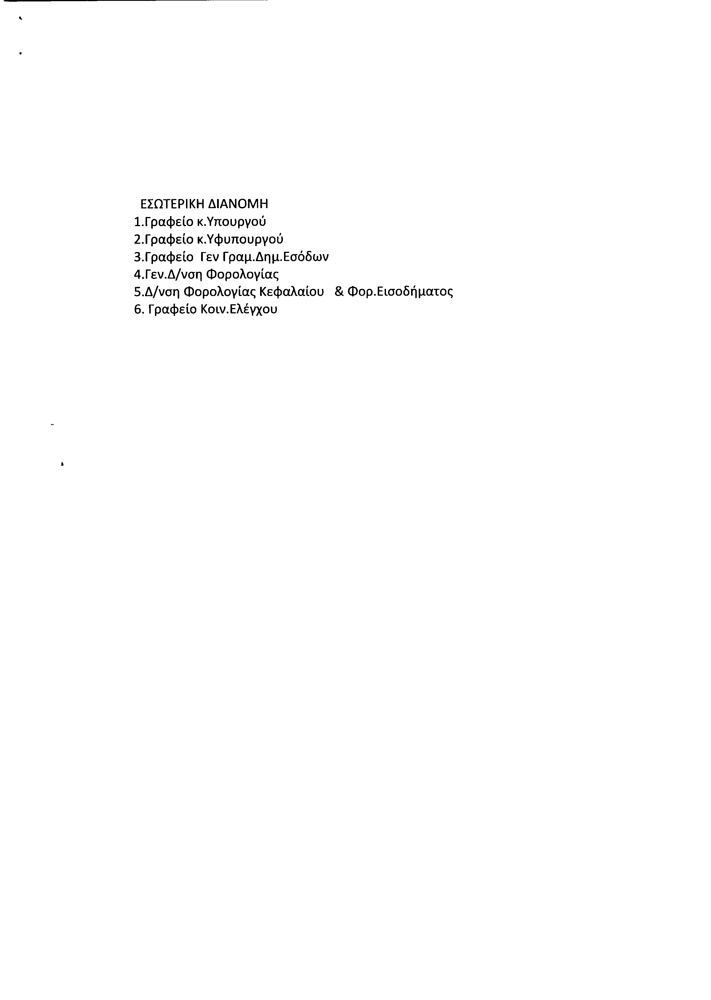 ΕΣΩΤΕΡΙΚΗ ΔΙΑΝΟΜΗ
1.Γραφείο κ.Υπουργού
2.Γραφείο κ.Υφυπουργού
3.Γραφείο Γεν Γραμ.Δημ.Εσόδων
4.Γεν.Δ/νση Φορολογίας
5.Δ/νση Φορολογίας Κεφαλαίου & Φορ.Εισοδήματος
6. Γραφείο Κοιν.Ελέγχου